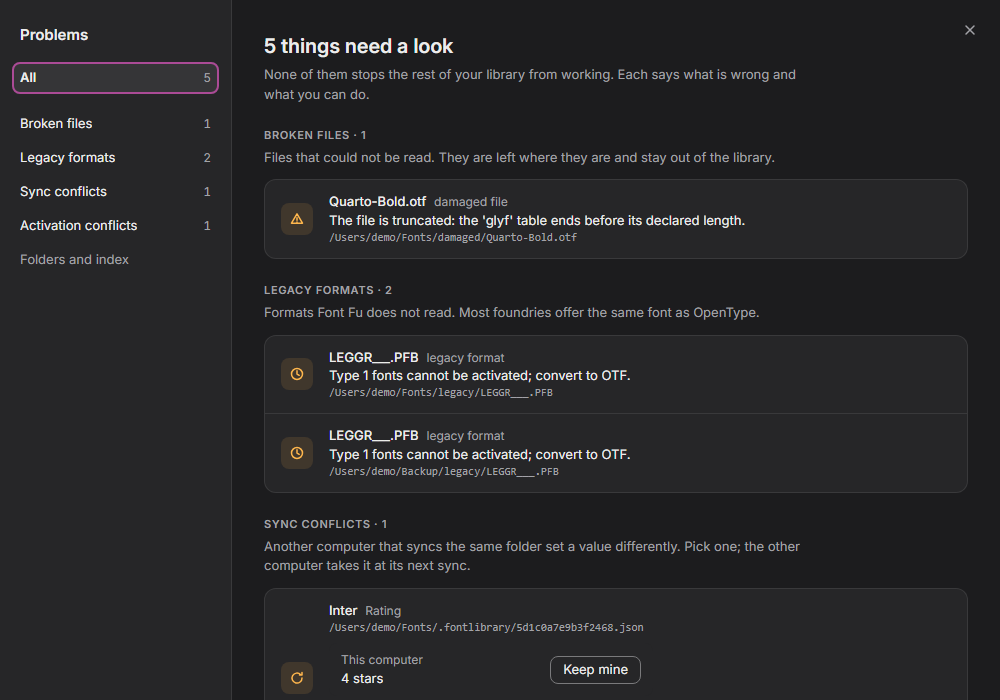 Problems
All 5
Broken files 1
Legacy formats 2
Sync conflicts 1
Activation conflicts 1
Folders and index
5 things need a look
None of them stops the rest of your library from working. Each says what is wrong and
what you can do.
BROKEN FILES · 1
Files that could not be read. They are left where they are and stay out of the library.
Quarto-Bold.otf damaged file
The file is truncated: the 'glyf' table ends before its declared length.
/Users/demo/Fonts/damaged/Quarto-Bold.otf
LEGACY FORMATS · 2
Formats Font Fu does not read. Most foundries offer the same font as OpenType.
LEGGR___.PFB legacy format
Type 1 fonts cannot be activated; convert to OTF.
/Users/demo/Fonts/legacy/LEGGR___.PFB
LEGGR___.PFB legacy format
Type 1 fonts cannot be activated; convert to OTF.
/Users/demo/Backup/legacy/LEGGR___.PFB
SYNC CONFLICTS · 1
Another computer that syncs the same folder set a value differently. Pick one; the other
computer takes it at its next sync.
Inter Rating
/Users/demo/Fonts/.fontlibrary/5d1c0a7e9b3f2468.json
This computer
4 stars
Keep mine